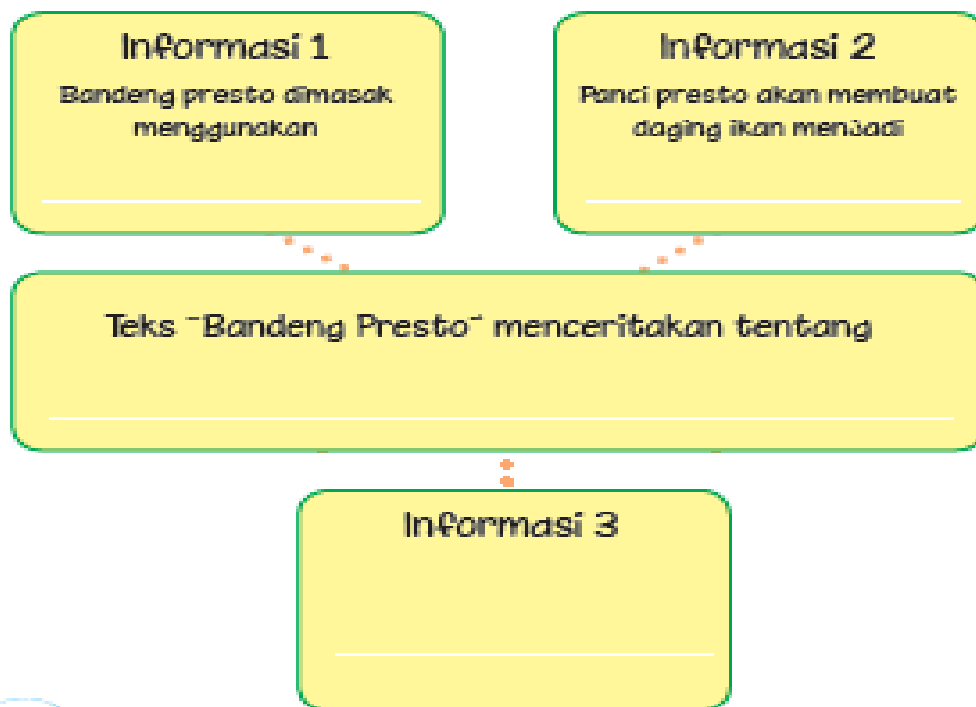 Informasi 1
Bandeng presto dimasak
menggunakan
Informasi 2
Panci presto akan membuat
daging ikan menjadi
Teks "Bandeng Presto" menceritakan tentang
Informasi 3